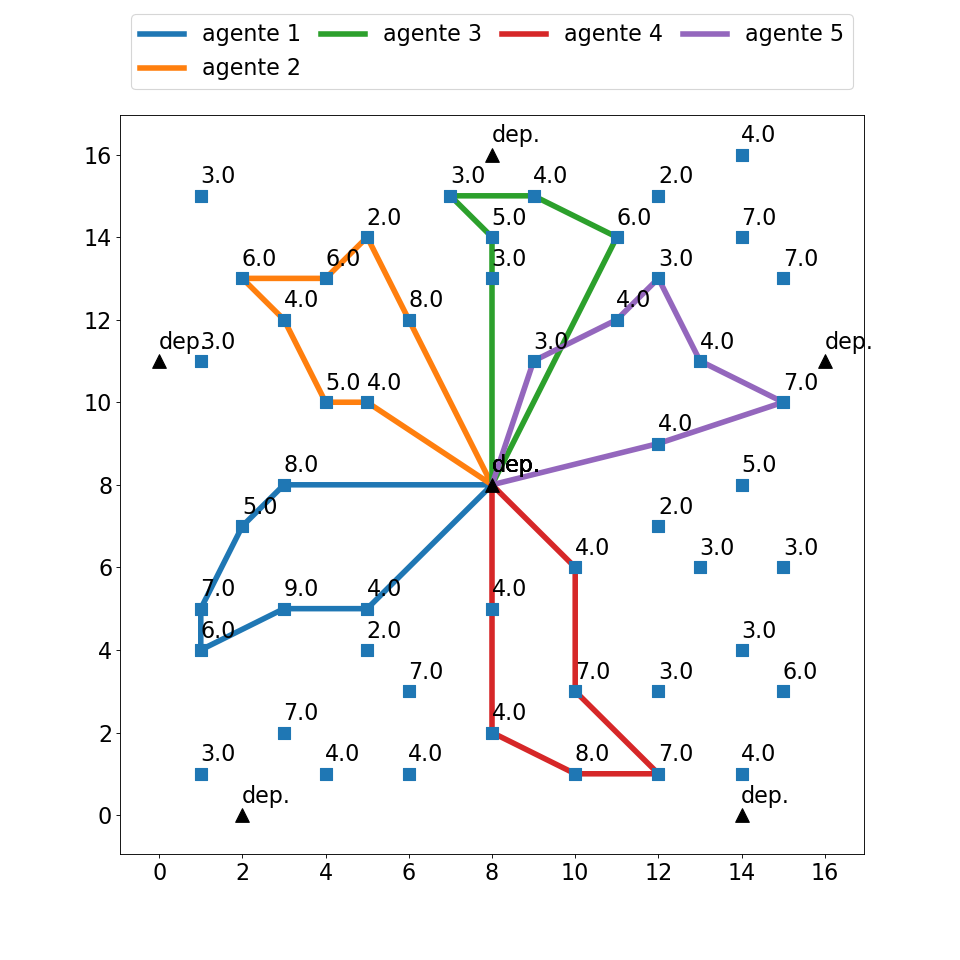 agente 1 agente 3 agente 4 agente 5
agente 2
dep. 4.0
3.0 3.0 4.0 2.0
2.0 5.0 6.0 7.0
6.0 6.0 3.0 3.0 7.0
4.0 8.0 4.0
dep. 3.0 3.0 4.0 dep.
5.0 4.0 7.0
4.0
8.0 dep. 5.0
5.0 2.0
4.0 3.0 3.0
7.0 9.0 4.0 4.0
6.0 2.0 3.0
7.0 7.0 3.0 6.0
7.0 4.0
3.0 4.0 4.0 8.0 7.0 4.0
dep. dep.
16
14
12
10
8
6
4
2
0
0 2 4 6 8 10 12 14 16